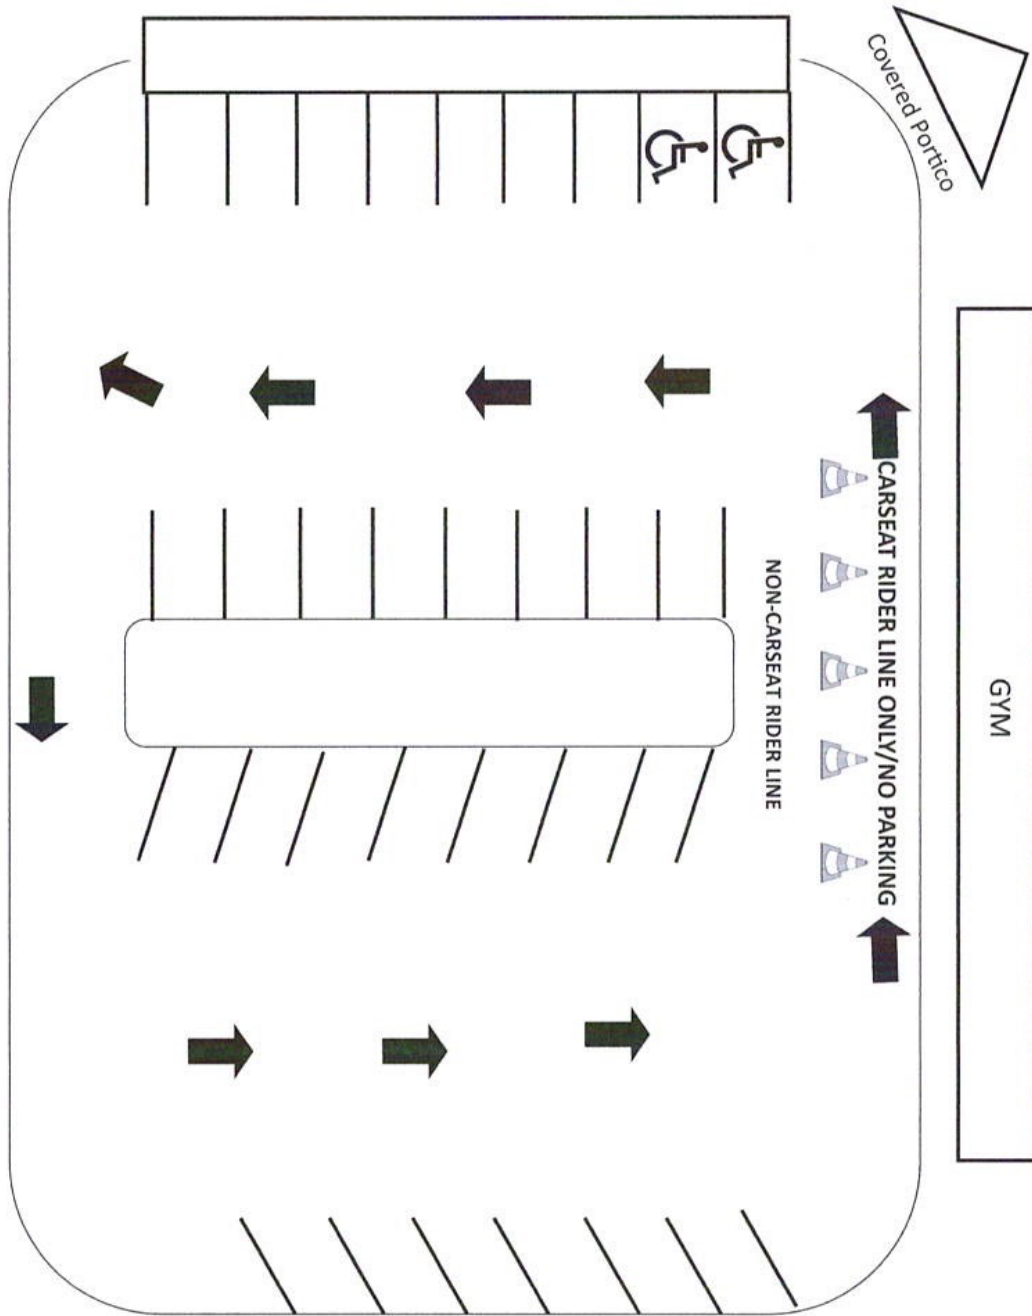 Covered Portico
CARSEAT RIDER LINE ONLY/NO PARKING
NON-CARSEAT RIDER LINE
GYM